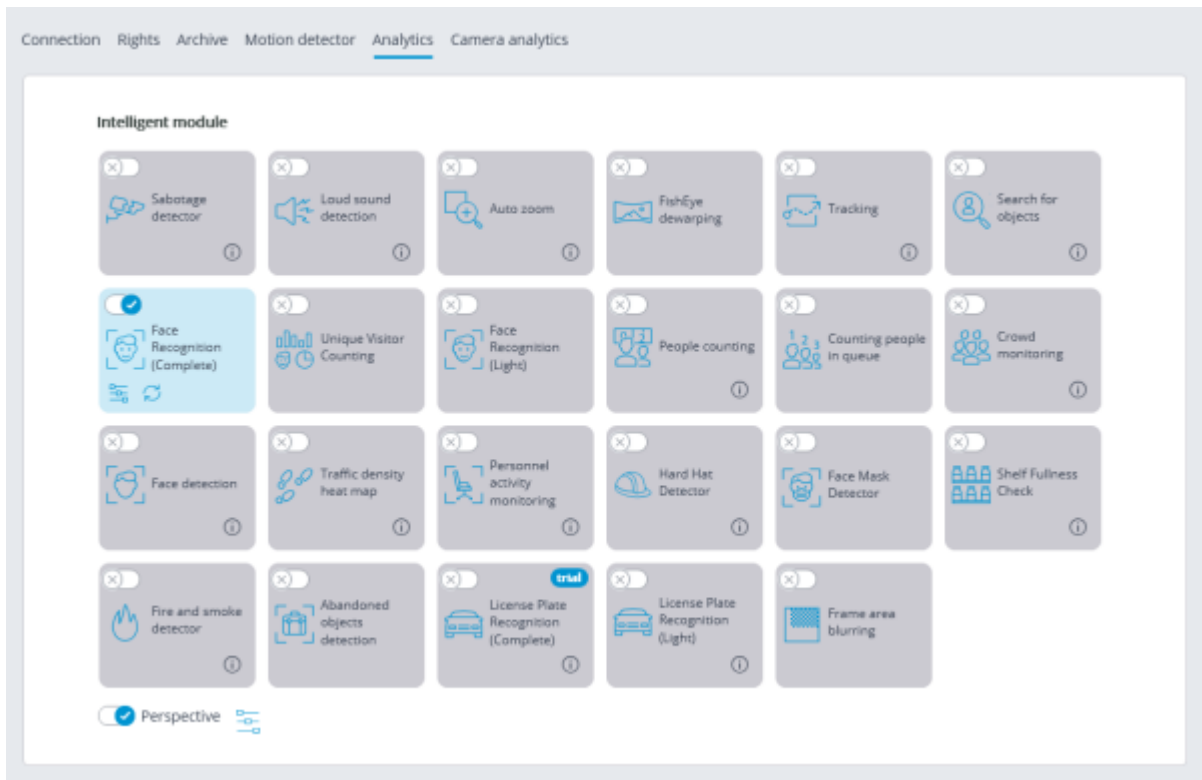 Connection Rights Archive Motion detector Analytics Camera analytics
Intelligent module
Sabotage
detector
Loud sound
detection
Auto zoom
FishEye
dewarping
Tracking
Search for
objects
Face
Recognition
(Complete)
Unique Visitor
Counting
Face
Recognition
(Light)
People counting
Counting people
in queue
Crowd
monitoring
Face detection
Traffic density
heat map
Personnel
activity
monitoring
Hard Hat
Detector
Face Mask
Detector
Shelf Fullness
Check
Fire and smoke
detector
Abandoned
objects
detection
trial
License Plate
Recognition
(Complete)
License Plate
Recognition
(Light)
Frame area
blurring
Perspective